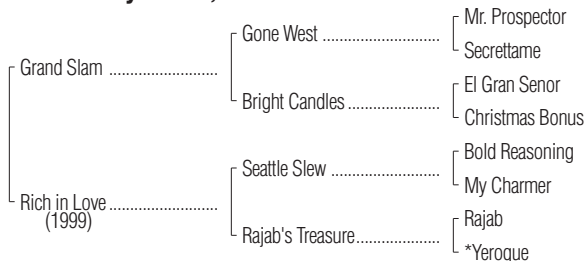 Mr. Prospector
Gone West ........................
Secrettame
Grand Slam ........................
El Gran Senor
Bright Candles ....................
Christmas Bonus
Bold Reasoning
Seattle Slew ......................
My Charmer
Rich in Love ........................
(1999)
Rajab
Rajab's Treasure ..................
*Yeroque